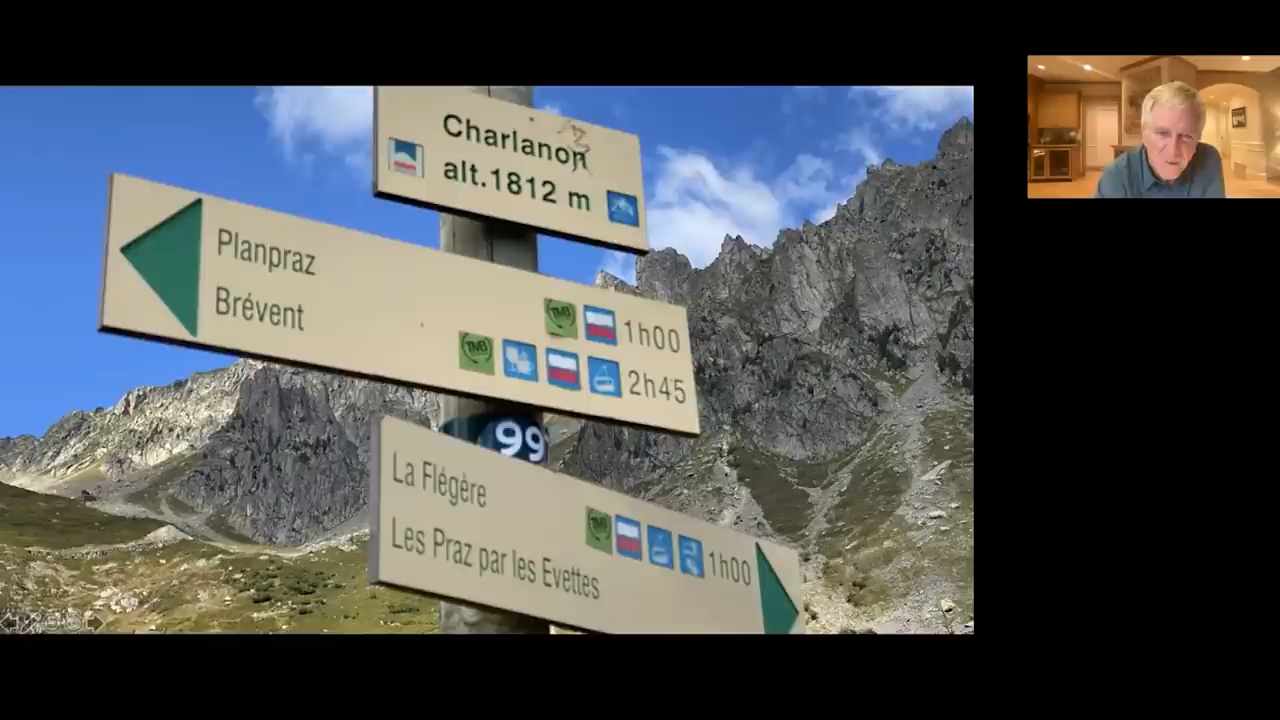 Charlanon
alt.1812 m
Planpraz
TMB 1h00
Brévent
TMB 2h45
99
La Flégère
TMB 1h00
Les Praz par les Evettes